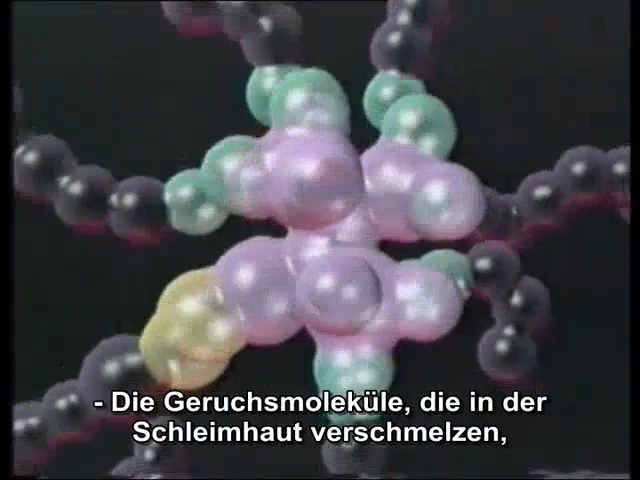 - Die Geruchsmoleküle, die in der
Schleimhaut verschmelzen,